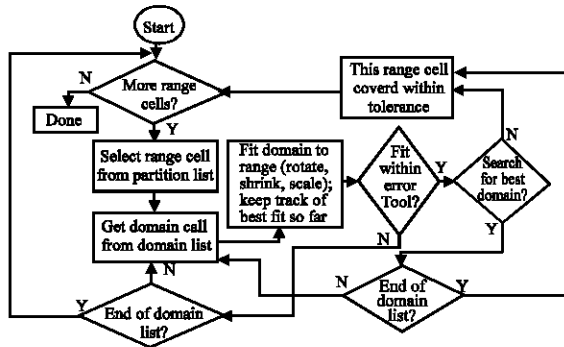 Start
N
More range
cells?
Done
Y
Select range cell
from partition list
Get domain call
from domain list
N
Y
End of domain
list?
Fit domain to
range (rotate,
shrink, scale);
keep track of
best fit so far
Fit
within
error
Tool?
Y
N
This range cell
coverd within
tolerance
N
Search
for best
domain?
Y
N
End of
domain
list?
Y